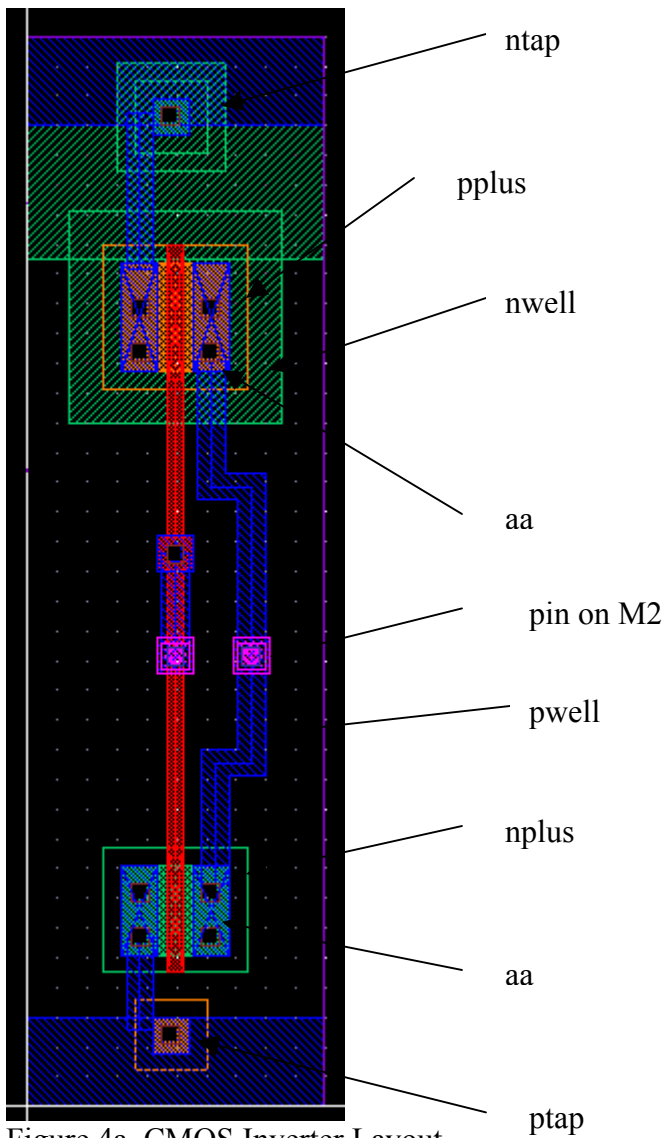 ntap
pplus
nwell
aa
pin on M2
pwell
nplus
aa
ptap
Figure 4a. CMOS Inverter Layout